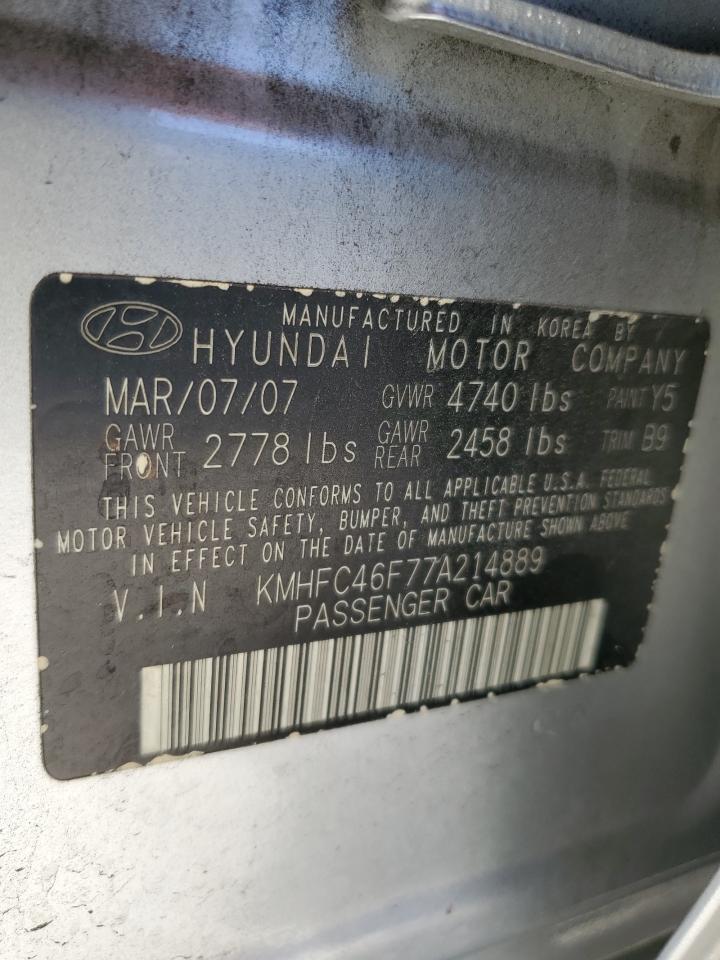 MANUFACTURED IN KOREA BY
HYUNDAI MOTOR COMPANY
MAR/07/07 GVWR 4740 lbs PAINT Y5
GAWR FRONT 2778 lbs GAWR REAR 2458 lbs TRIM B9
THIS VEHICLE CONFORMS TO ALL APPLICABLE U.S.A. FEDERAL
MOTOR VEHICLE SAFETY, BUMPER, AND THEFT PREVENTION STANDARDS
IN EFFECT ON THE DATE OF MANUFACTURE SHOWN ABOVE
V.I.N KMHFC46F77A214889
PASSENGER CAR